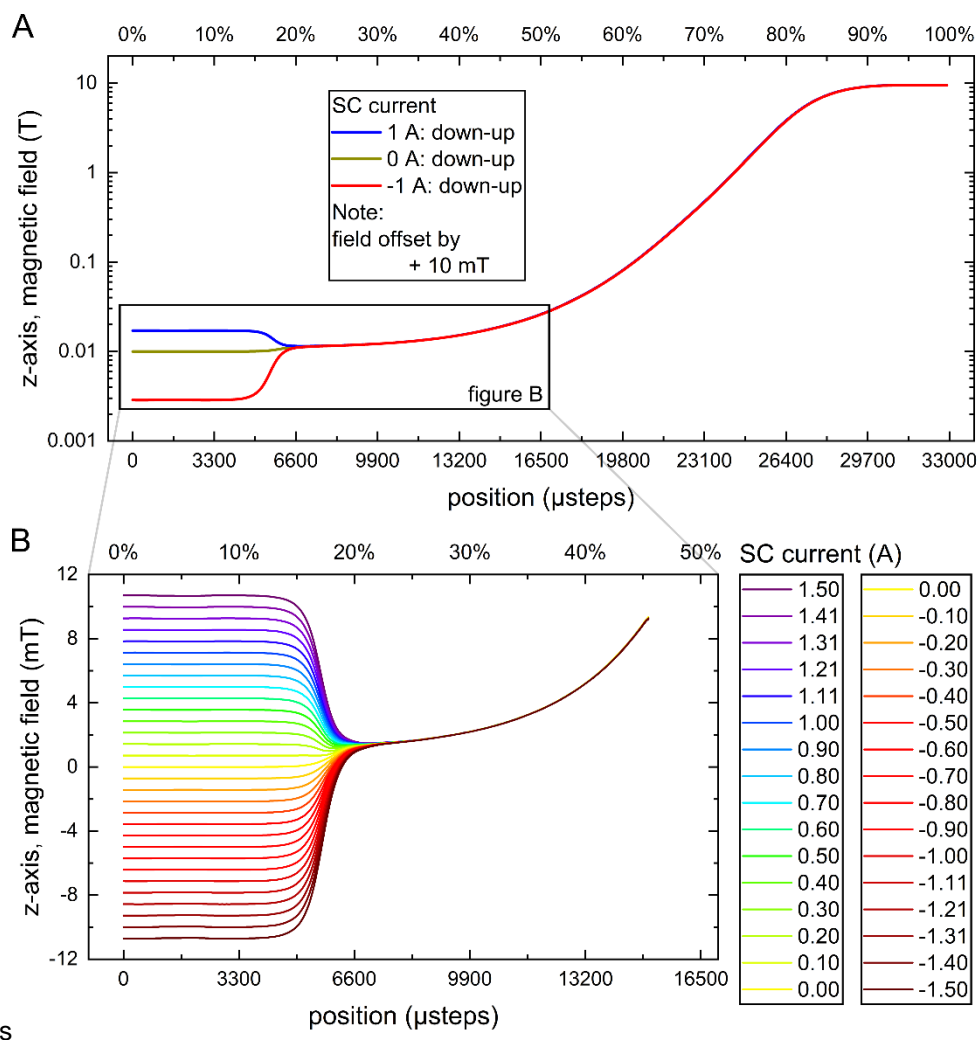 A
0% 10% 20% 30% 40% 50% 63% 73% 80% 90% 100%
10
1
0.1
0.01
0.001
z-axis, magnetic field (T)
SC current
1 A: down-up
0 A: down-up
-1 A: down-up
Note:
field offset by
+ 10 mT
figure B
0 3300 6600 9900 13200 16500 19800 23100 26400 29700 33000
position (µsteps)
B
0% 10% 20% 30% 40% 50%
12
8
4
0
-4
-8
-12
z-axis, magnetic field (mT)
0 3300 6600 9900 13200 16500
position (µsteps)
SC current (A)
1.50 0.00
1.41 -0.10
1.31 -0.20
1.21 -0.30
1.11 -0.40
1.00 -0.50
0.90 -0.60
0.80 -0.70
0.70 -0.80
0.60 -0.90
0.50 -1.00
0.40 -1.11
0.30 -1.21
0.20 -1.31
0.10 -1.40
0.00 -1.50
s